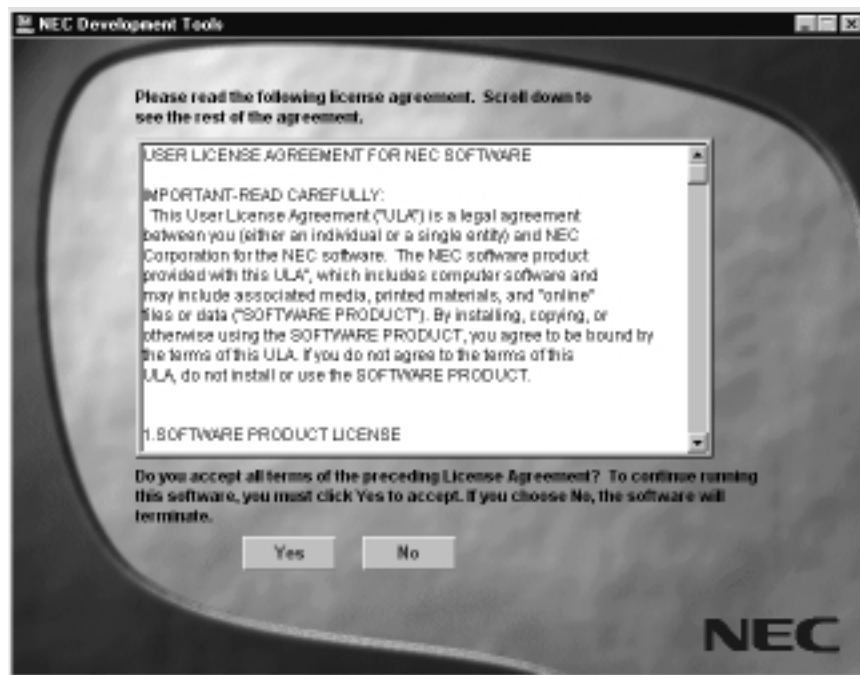 NEC Development Tools
Please read the following license agreement. Scroll down to
see the rest of the agreement.
USER LICENSE AGREEMENT FOR NEC SOFTWARE
IMPORTANT-READ CAREFULLY:
This User License Agreement ("ULA") is a legal agreement
between you (either an individual or a single entity) and NEC
Corporation for the NEC software. The NEC software product
provided with this ULA", which includes computer software and
may include associated media, printed materials, and "online"
files or data ("SOFTWARE PRODUCT"). By installing, copying, or
otherwise using the SOFTWARE PRODUCT, you agree to be bound by
the terms of this ULA. If you do not agree to the terms of this
ULA, do not install or use the SOFTWARE PRODUCT.
1.SOFTWARE PRODUCT LICENSE
Do you accept all terms of the preceding License Agreement? To continue running
this software, you must click Yes to accept. If you choose No, the software will
terminate.
Yes No
NEC